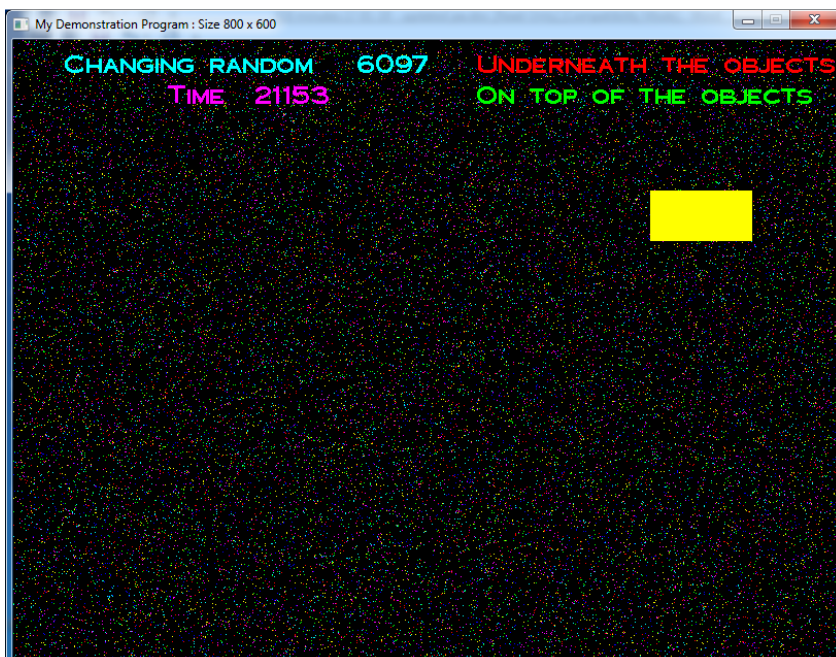 My Demonstration Program : Size 800 x 600
Changing random 6097 Underneath the objects
Time 21153 On top of the objects